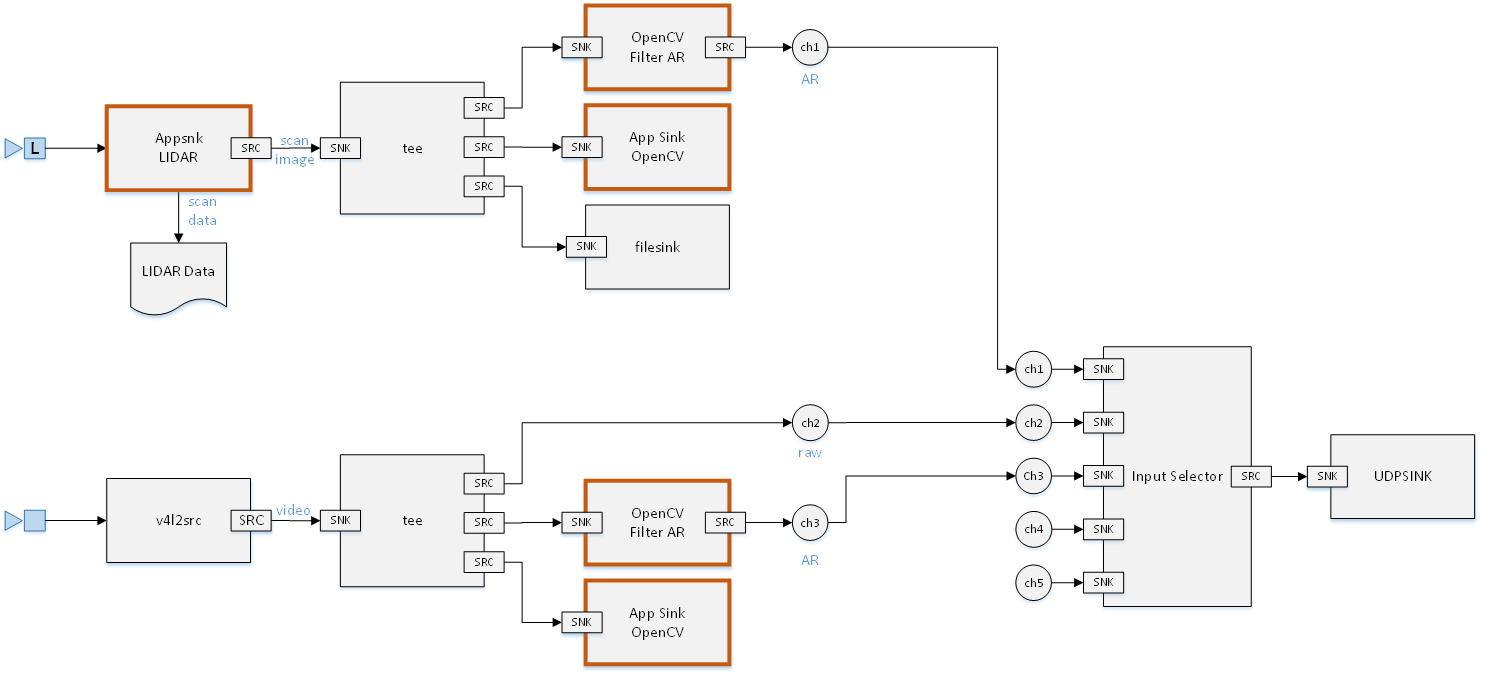 L
Appsnk
LIDAR
SRC
scan
image
scan
data
LIDAR Data
SNK
tee
SRC
SRC
SRC
SNK
OpenCV
Filter AR
SRC
ch1
AR
SNK
App Sink
OpenCV
SNK
filesink
v4l2src
SRC
video
SNK
tee
SRC
SRC
SRC
ch2
raw
SNK
OpenCV
Filter AR
SRC
ch3
AR
SNK
App Sink
OpenCV
ch1
SNK
ch2
SNK
Ch3
SNK
ch4
SNK
ch5
SNK
Input Selector
SRC
SNK
UDPSINK